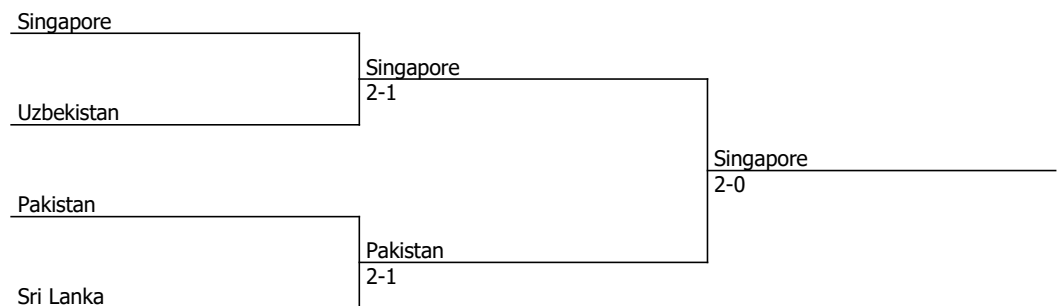 Singapore
Singapore
2-1
Uzbekistan
Singapore
2-0
Pakistan
Pakistan
2-1
Sri Lanka